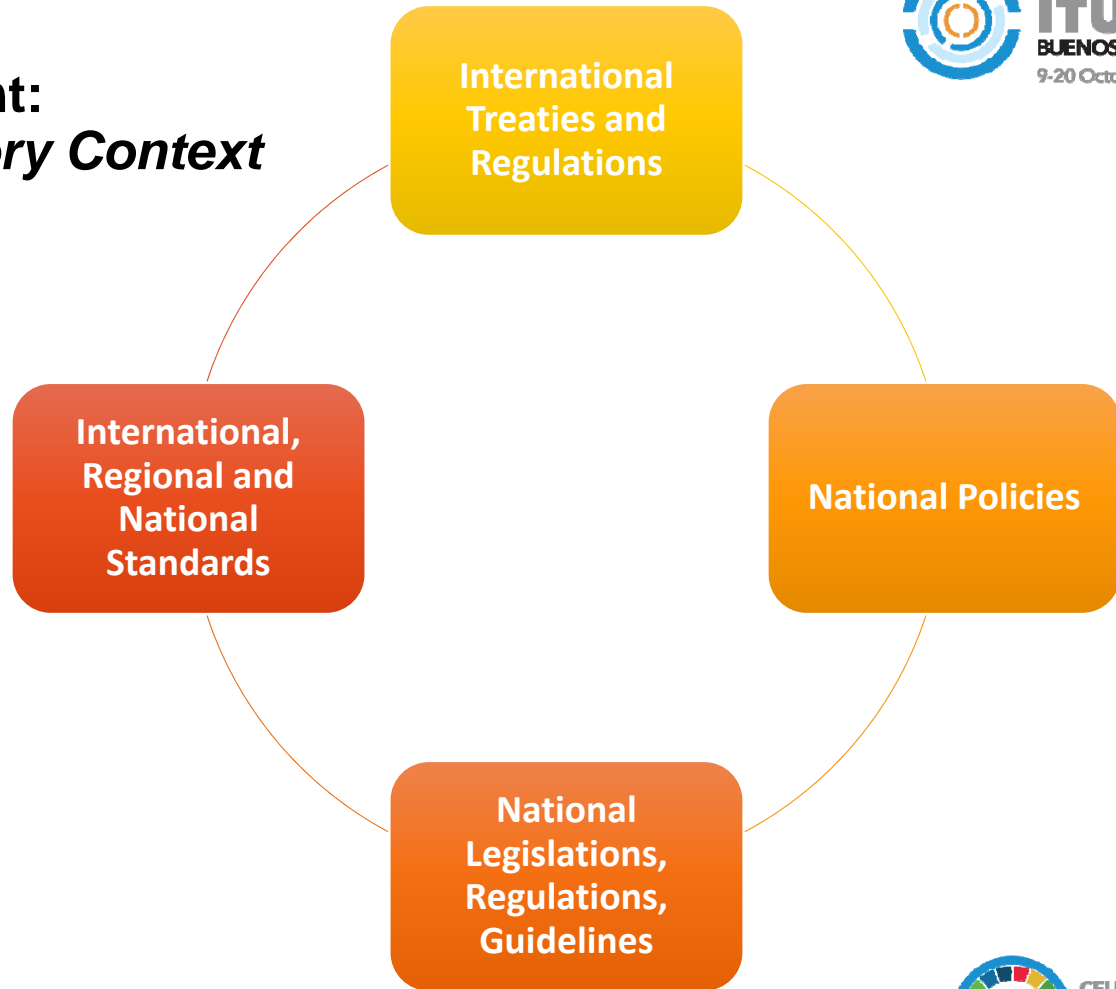 ITU
BUENOS
9-20 Octo
nt:
ory Context
International
Treaties and
Regulations
International,
Regional and
National
Standards
National Policies
National
Legislations,
Regulations,
Guidelines